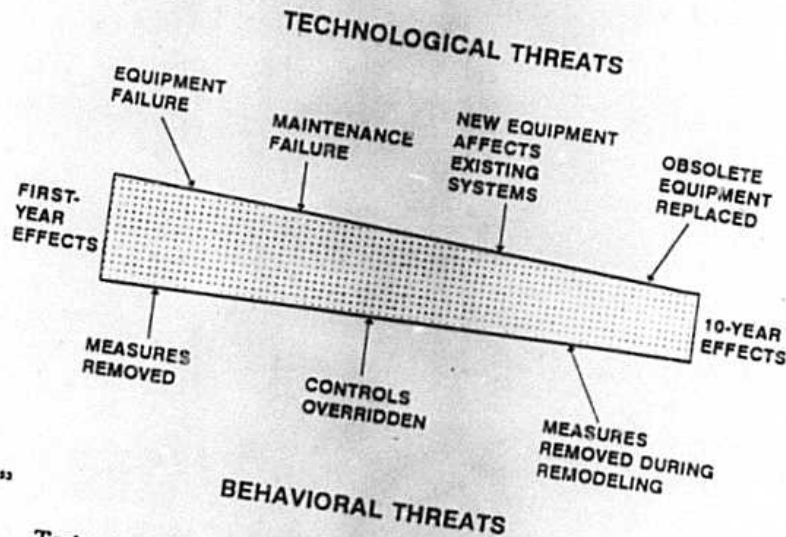 TECHNOLOGICAL THREATS
EQUIPMENT
FAILURE
MAINTENANCE
FAILURE
NEW EQUIPMENT
AFFECTS
EXISTING
SYSTEMS
OBSOLETE
EQUIPMENT
REPLACED
FIRST-
YEAR
EFFECTS
10-YEAR
EFFECTS
MEASURES
REMOVED
CONTROLS
OVERRIDDEN
MEASURES
REMOVED DURING
REMODELING
BEHAVIORAL THREATS